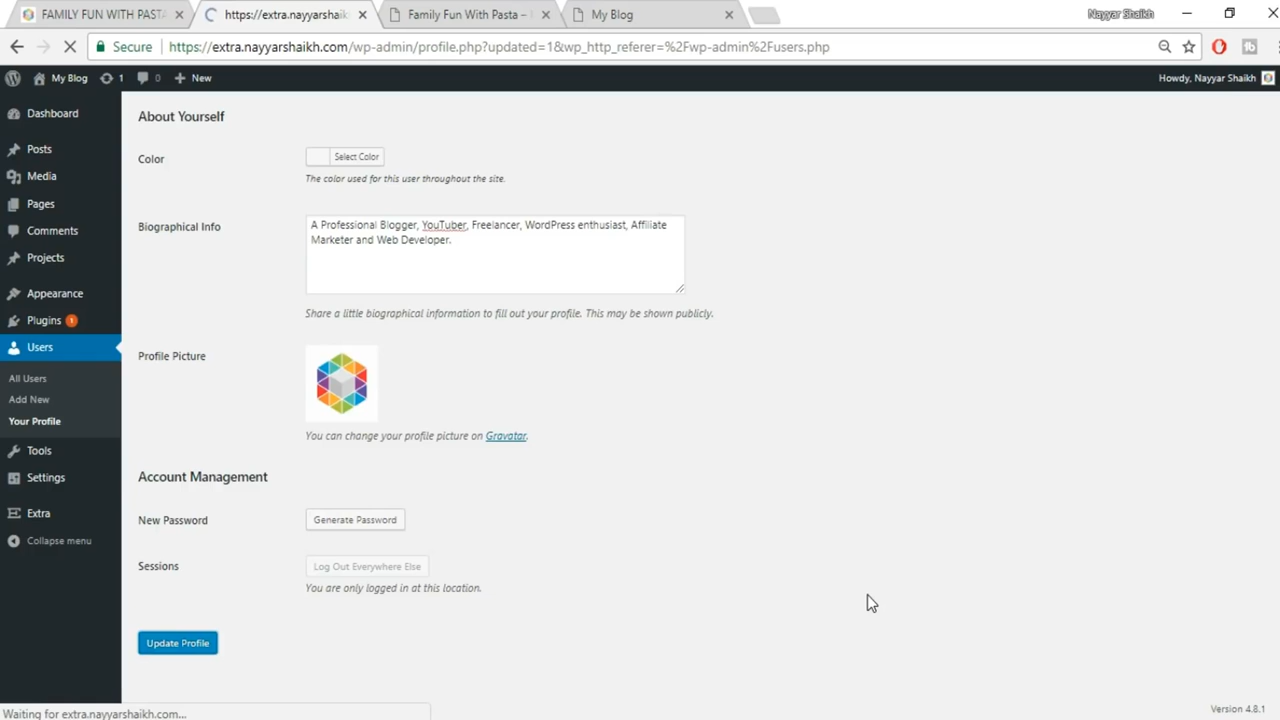 FAMILY FUN WITH PASTA
https://extra.nayyarshaikh
Family Fun With Pasta –
My Blog
Nayyar Shaikh
Secure
https://extra.nayyarshaikh.com/wp-admin/profile.php?updated=1&wp_http_referer=%2Fwp-admin%2Fusers.php
My Blog
1
0
New
Howdy, Nayyar Shaikh
Dashboard
Posts
Media
Pages
Comments
Projects
Appearance
Plugins 1
Users
All Users
Add New
Your Profile
Tools
Settings
Extra
Collapse menu
About Yourself
Color
Select Color
The color used for this user throughout the site.
Biographical Info
A Professional Blogger, YouTuber, Freelancer, WordPress enthusiast, Affiliate
Marketer and Web Developer.
Share a little biographical information to fill out your profile. This may be shown publicly.
Profile Picture
You can change your profile picture on Gravatar.
Account Management
New Password
Generate Password
Sessions
Log Out Everywhere Else
You are only logged in at this location.
Update Profile
Waiting for extra.nayyarshaikh.com...
Version 4.8.1